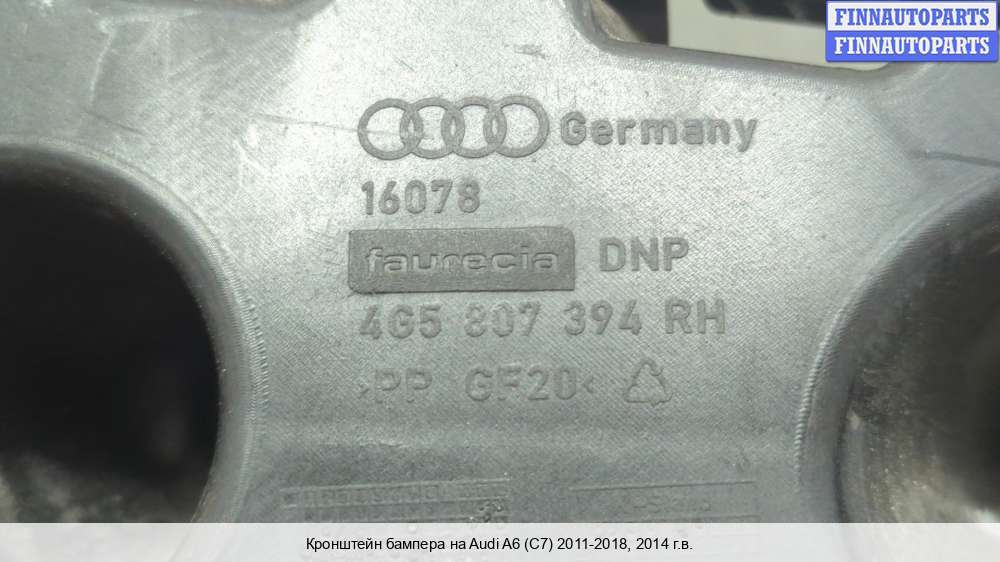 FINNAUTOPARTS
FINNAUTOPARTS
Germany
16078
faurecia DNP
4G5 807 394 RH
>PP GF20<
Кронштейн бампера на Audi A6 (C7) 2011-2018, 2014 г.в.